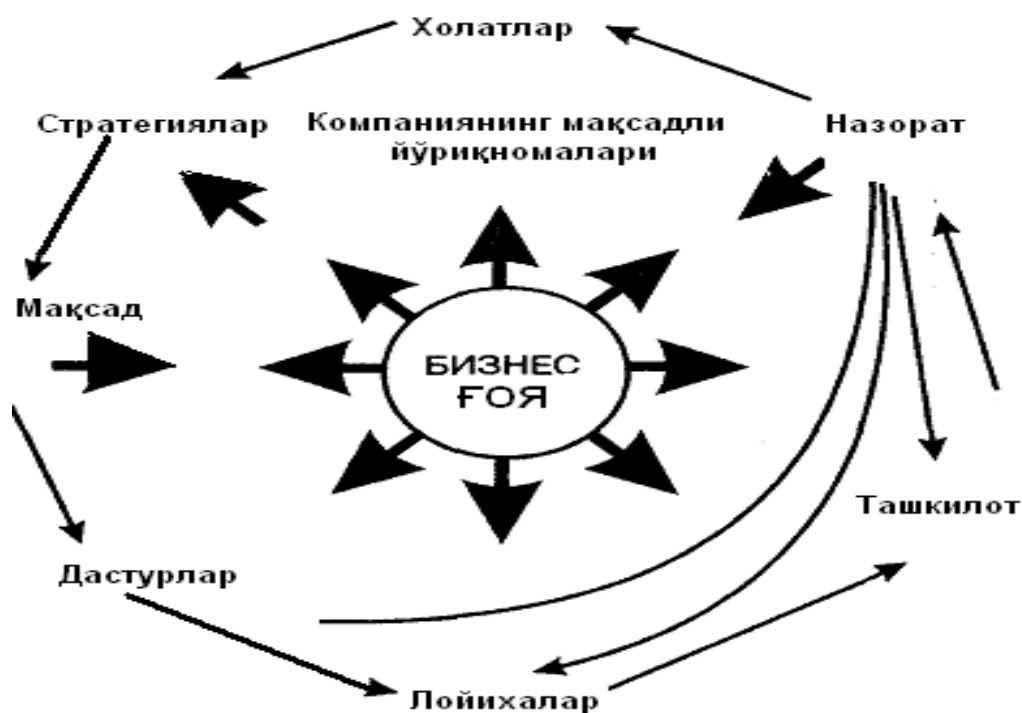 Холатлар
Стратегиялар
Компаниянинг мақсадли
йўриқномалари
Назорат
Мақсад
БИЗНЕС
ҒОЯ
Ташкилот
Дастурлар
Лойихалар